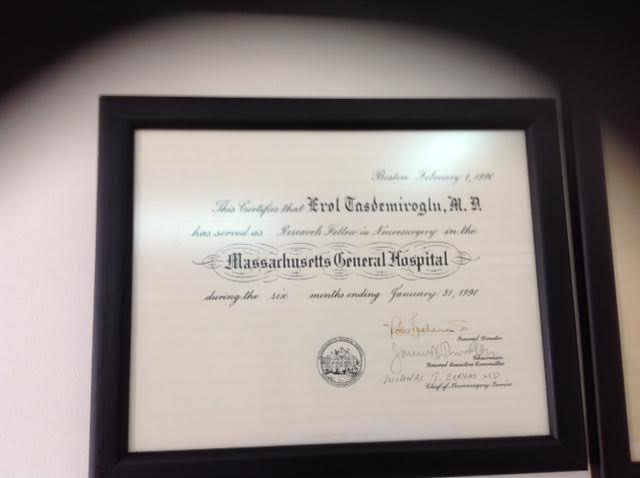 Boston February 1, 1990
This Certifies that Erol Tasdemiroglu, M. D.
has served as Research Fellow in Neurosurgery in the
Massachusetts General Hospital
during the six months ending January 31, 1990
General Director
Chairman
General Executive Committee
T. ZERVAS MD
Chief of Neurosurgery Service